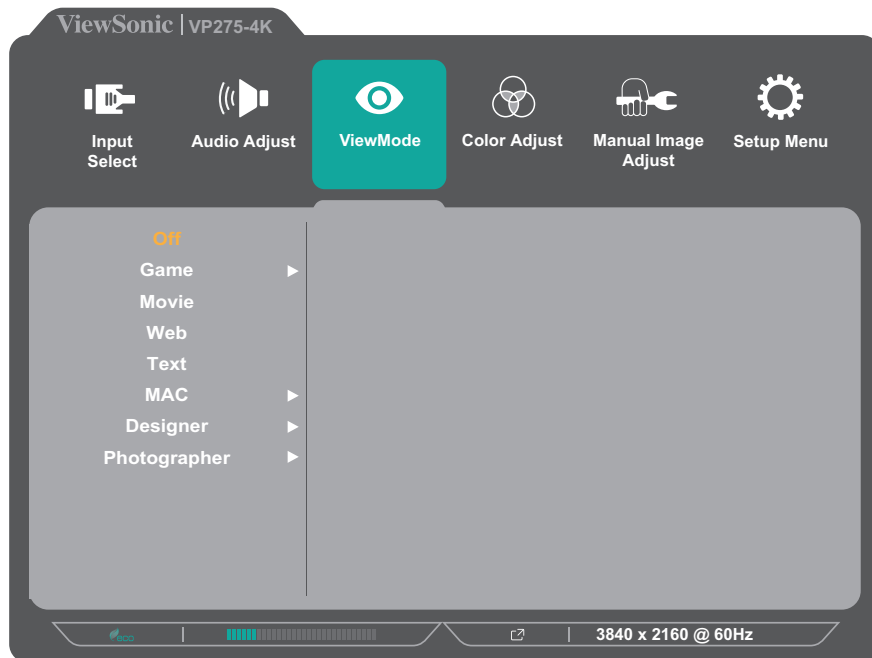 ViewSonic | VP275-4K
Input
Select
Audio Adjust
ViewMode
Color Adjust
Manual Image
Adjust
Setup Menu
Off
Game
Movie
Web
Text
MAC
Designer
Photographer
eco
3840 x 2160 @ 60Hz